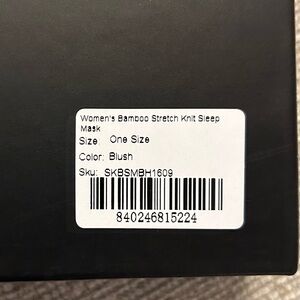 Women's Bamboo Stretch Knit Sleep
Mask
Size: One Size
Color: Blush
Sku: SKBSMBH1609
840246815224